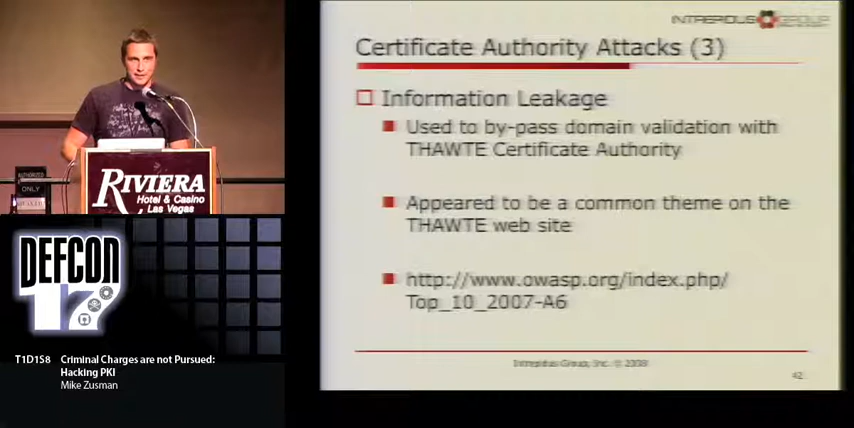 INTREPIDUS GROUP
Certificate Authority Attacks (3)
Information Leakage
Used to by-pass domain validation with
THAWTE Certificate Authority
Appeared to be a common theme on the
THAWTE web site
http://www.owasp.org/index.php/
Top_10_2007-A6
Intrepidus Group, Inc. © 2008
42
AUTHORIZED
ONLY
RIVIERA
Hotel & Casino
Las Vegas
DEFCON
17
T1D1S8 Criminal Charges are not Pursued:
Hacking PKI
Mike Zusman